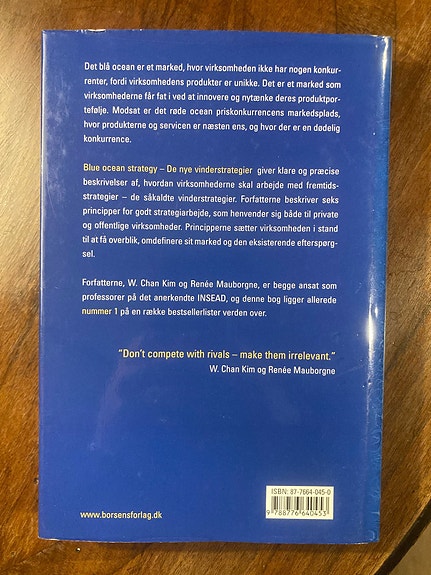 Det blå ocean er et marked, hvor virksomheden ikke har nogen konkur-
renter, fordi virksomhedens produkter er unikke. Det er et marked som
virksomhederne får fat i ved at innovere og nytænke deres produktpor-
tefølje. Modsat er det røde ocean priskonkurrencens markedsplads,
hvor produkterne og servicen er næsten ens, og hvor der er en dødelig
konkurrence.
Blue ocean strategy – De nye vinderstrategier giver klare og præcise
beskrivelser af, hvordan virksomhederne skal arbejde med fremtids-
strategier – de såkaldte vinderstrategier. Forfatterne beskriver seks
principper for godt strategiarbejde, som henvender sig både til private
og offentlige virksomheder. Principperne sætter virksomheden i stand
til at få overblik, omdefinere sit marked og den eksisterende efterspørg-
sel.
Forfatterne, W. Chan Kim og Renée Mauborgne, er begge ansat som
professorer på det anerkendte INSEAD, og denne bog ligger allerede
nummer 1 på en række bestsellerlister verden over.
“Don’t compete with rivals – make them irrelevant.”
W. Chan Kim og Renée Mauborgne
ISBN: 87-7664-045-0
9 788776 640453
www.borsensforlag.dk